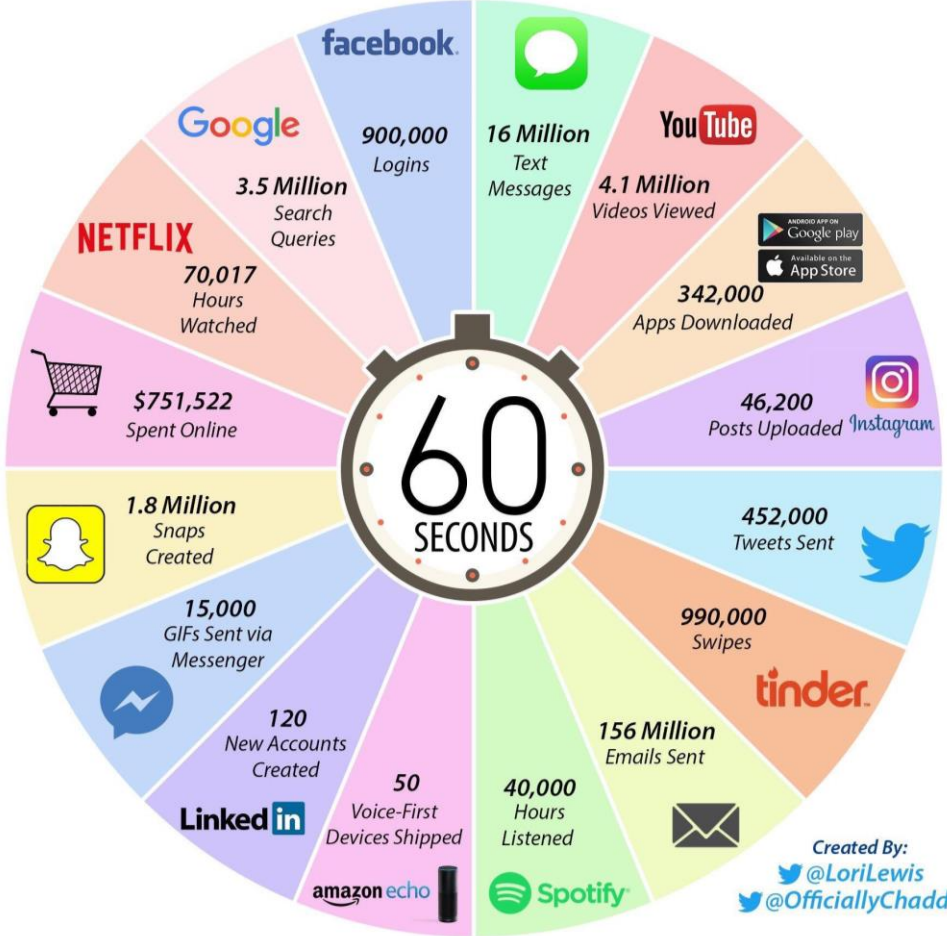 facebook.
900,000
Logins
16 Million
Text
Messages
YouTube
4.1 Million
Videos Viewed
ANDROID APP ON
Google play
Available on the
App Store
342,000
Apps Downloaded
Instagram
46,200
Posts Uploaded
452,000
Tweets Sent
990,000
Swipes
tinder
156 Million
Emails Sent
40,000
Hours
Listened
Spotify
50
Voice-First
Devices Shipped
amazon echo
120
New Accounts
Created
Linked in
15,000
GIFs Sent via
Messenger
1.8 Million
Snaps
Created
$751,522
Spent Online
NETFLIX
70,017
Hours
Watched
Google
3.5 Million
Search
Queries
60
SECONDS
Created By:
@LoriLewis
@OfficiallyChadd